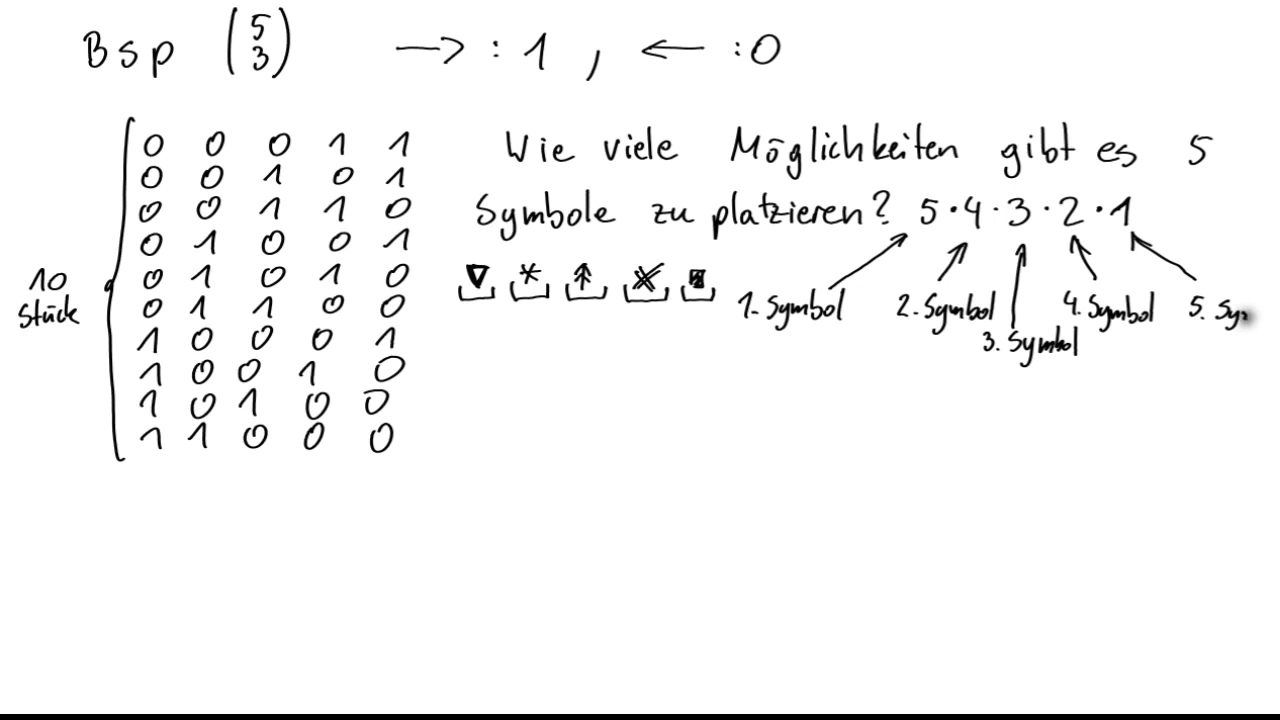 Bsp (5 3) → : 1 , ← : 0
0 0 0 1 1
0 0 1 0 1
0 0 1 1 0
0 1 0 0 1
0 1 0 1 0
0 1 1 0 0
1 0 0 0 1
1 0 0 1 0
1 0 1 0 0
1 1 0 0 0
10
Stück
Wie viele Möglichkeiten gibt es 5
Symbole zu platzieren? 5·4·3·2·1
1. Symbol 2. Symbol 4. Symbol 5. Sy
3. Symbol